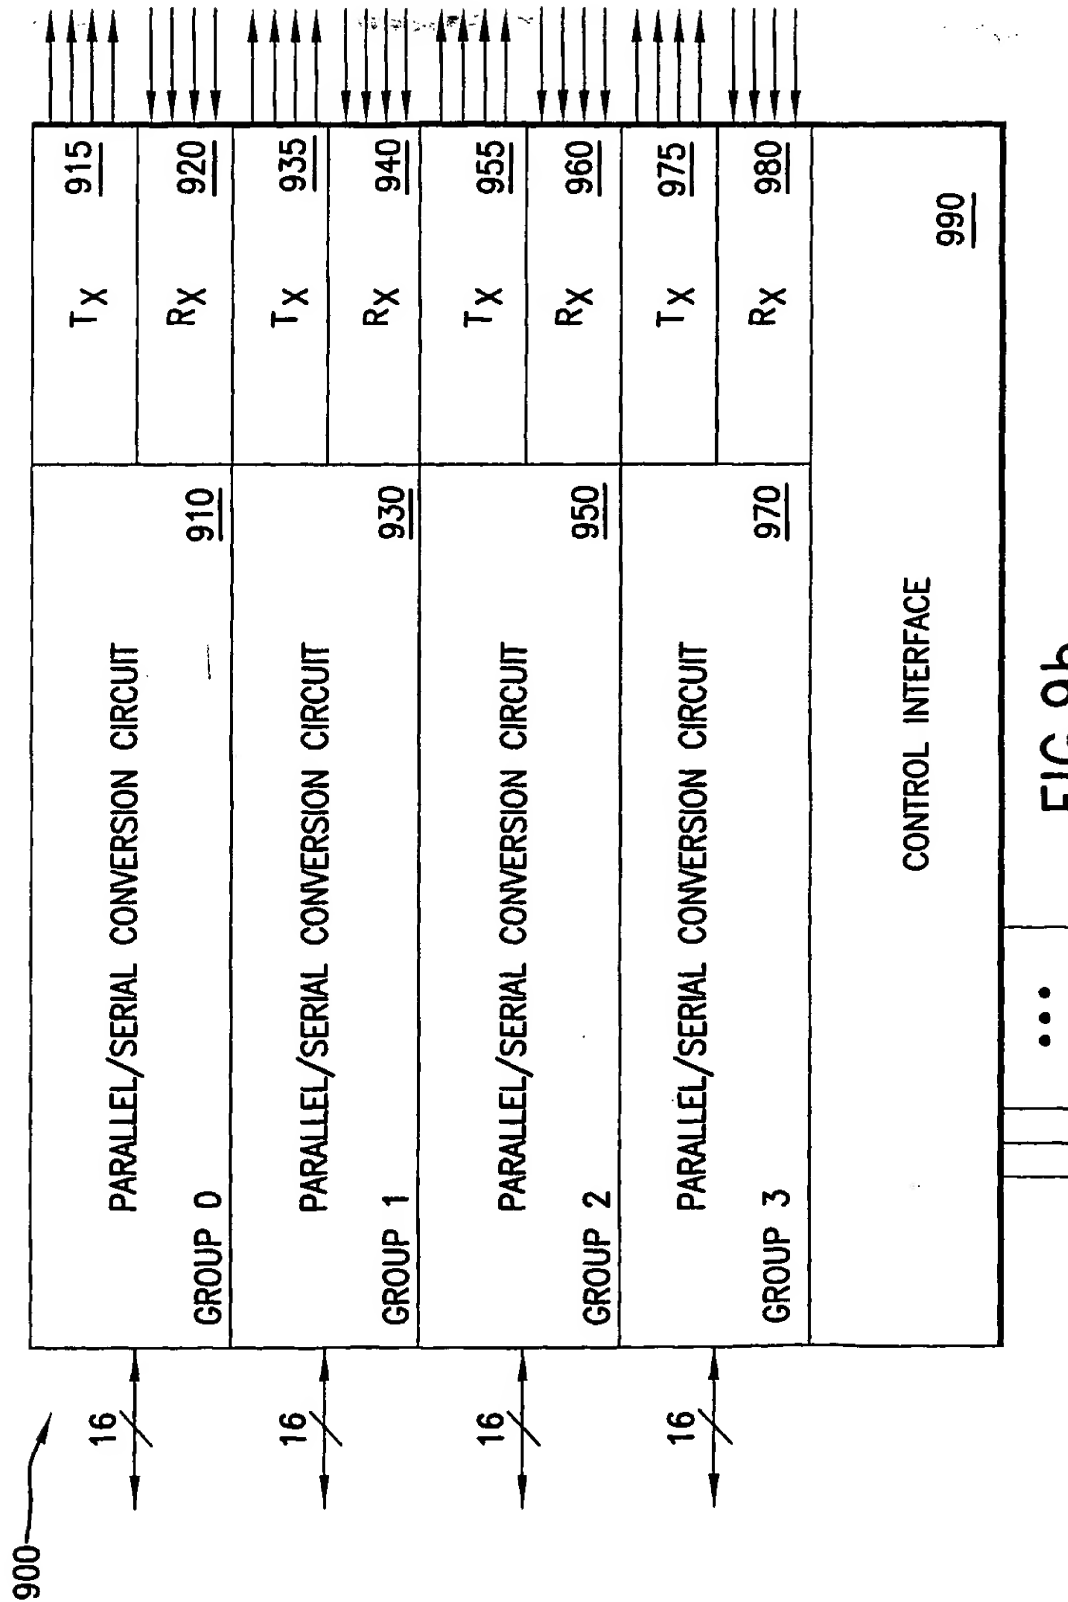 900
16
PARALLEL/SERIAL CONVERSION CIRCUIT
GROUP 0
910
TX
915
RX
920
16
PARALLEL/SERIAL CONVERSION CIRCUIT
GROUP 1
930
TX
935
RX
940
16
PARALLEL/SERIAL CONVERSION CIRCUIT
GROUP 2
950
TX
955
RX
960
16
PARALLEL/SERIAL CONVERSION CIRCUIT
GROUP 3
970
TX
975
RX
980
CONTROL INTERFACE
990
•••
FIG.9b